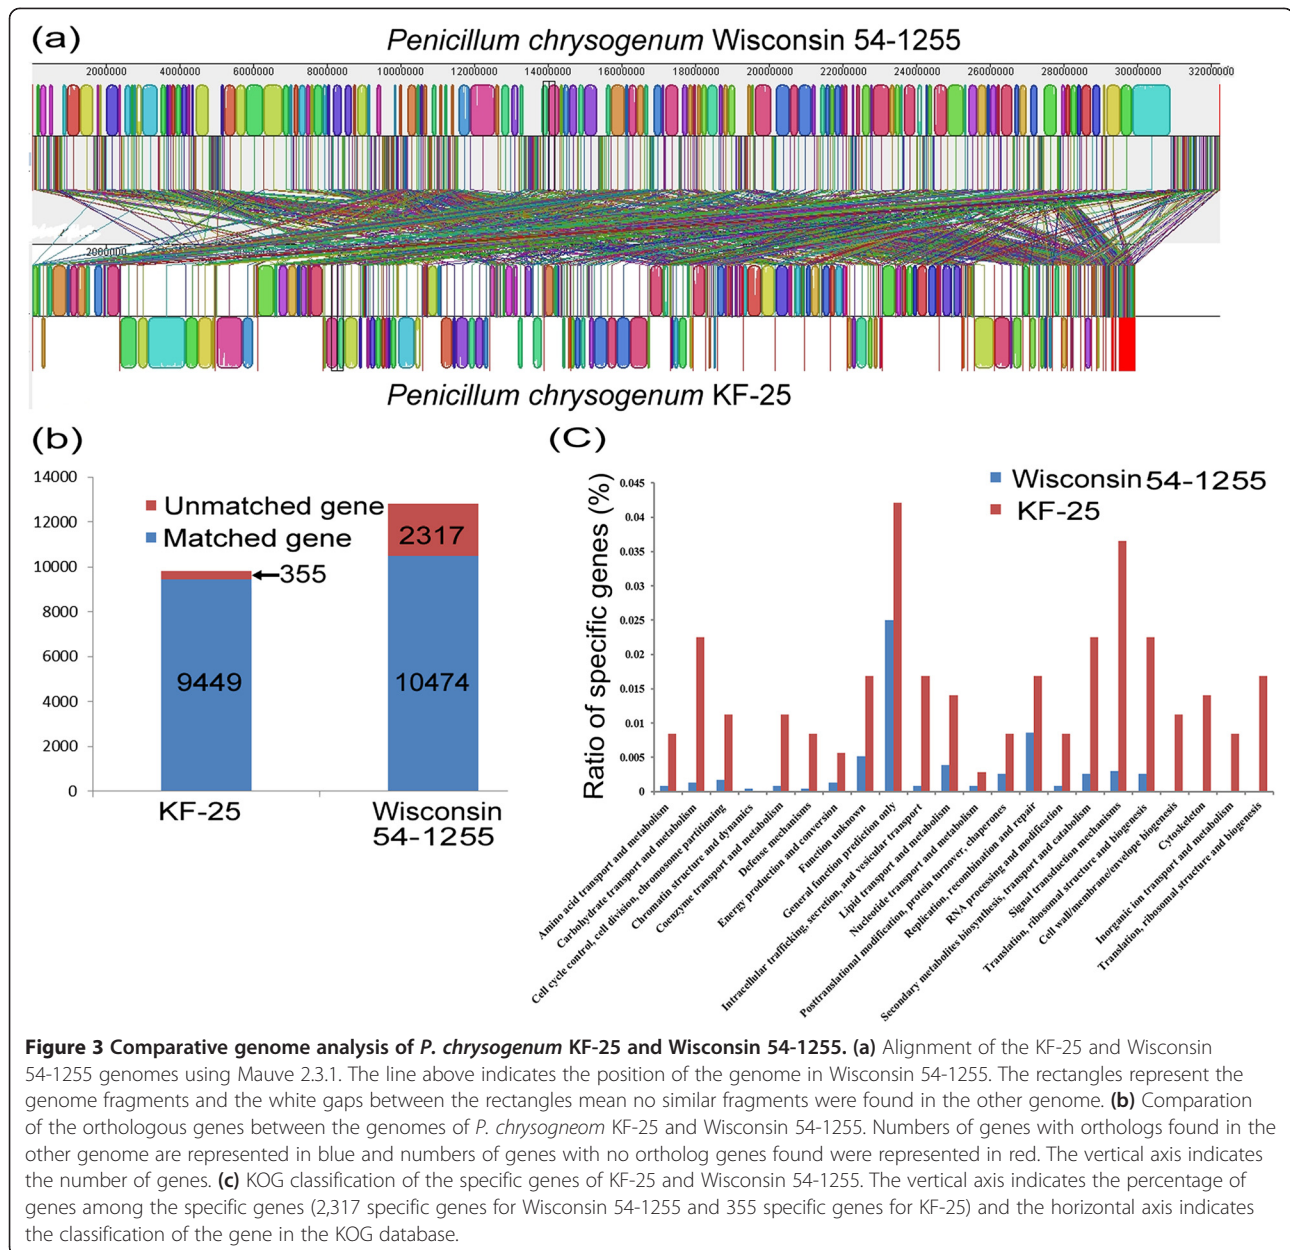 (a)
Penicillum chrysogenum Wisconsin 54-1255
2000000 4000000 6000000 8000000 10000000 12000000 14000000 16000000 18000000 20000000 22000000 24000000 26000000 28000000 30000000 32000000
2000000
Penicillum chrysogenum KF-25
(b)
14000
12000
10000
8000
6000
4000
2000
0
Unmatched gene
Matched gene
355
9449
2317
10474
KF-25
Wisconsin
54-1255
(C)
Ratio of specific genes (%)
0.045
0.04
0.035
0.03
0.025
0.02
0.015
0.01
0.005
0
Wisconsin 54-1255
KF-25
Amino acid transport and metabolism
Carbohydrate transport and metabolism
Cell cycle control, cell division, chromosome partitioning
Chromatin structure and dynamics
Coenzyme transport and metabolism
Defense mechanisms
Energy production and conversion
Function unknown
General function prediction only
Intracellular trafficking, secretion, and vesicular transport
Lipid transport and metabolism
Nucleotide transport and metabolism
Posttranslational modification, protein turnover, chaperones
Replication, recombination and repair
RNA processing and modification
Secondary metabolites biosynthesis, transport and catabolism
Signal transduction mechanisms
Translation, ribosomal structure and biogenesis
Cell wall/membrane/envelope biogenesis
Cytoskeleton
Inorganic ion transport and metabolism
Translation, ribosomal structure and biogenesis
Figure 3 Comparative genome analysis of P. chrysogenum KF-25 and Wisconsin 54-1255. (a) Alignment of the KF-25 and Wisconsin
54-1255 genomes using Mauve 2.3.1. The line above indicates the position of the genome in Wisconsin 54-1255. The rectangles represent the
genome fragments and the white gaps between the rectangles mean no similar fragments were found in the other genome. (b) Comparation
of the orthologous genes between the genomes of P. chrysogneom KF-25 and Wisconsin 54-1255. Numbers of genes with orthologs found in the
other genome are represented in blue and numbers of genes with no ortholog genes found were represented in red. The vertical axis indicates
the number of genes. (c) KOG classification of the specific genes of KF-25 and Wisconsin 54-1255. The vertical axis indicates the percentage of
genes among the specific genes (2,317 specific genes for Wisconsin 54-1255 and 355 specific genes for KF-25) and the horizontal axis indicates
the classification of the gene in the KOG database.